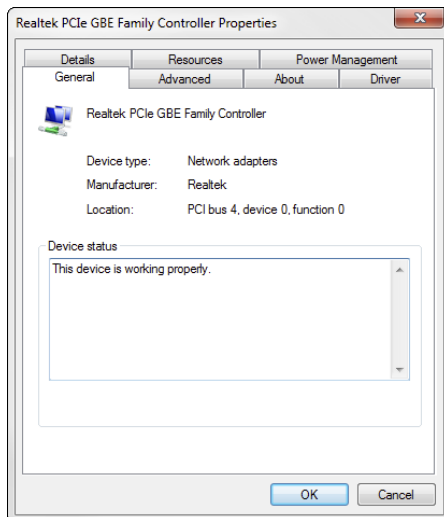 Realtek PCIe GBE Family Controller Properties
Details Resources Power Management
General Advanced About Driver
Realtek PCIe GBE Family Controller
Device type: Network adapters
Manufacturer: Realtek
Location: PCI bus 4, device 0, function 0
Device status
This device is working properly.
OK Cancel